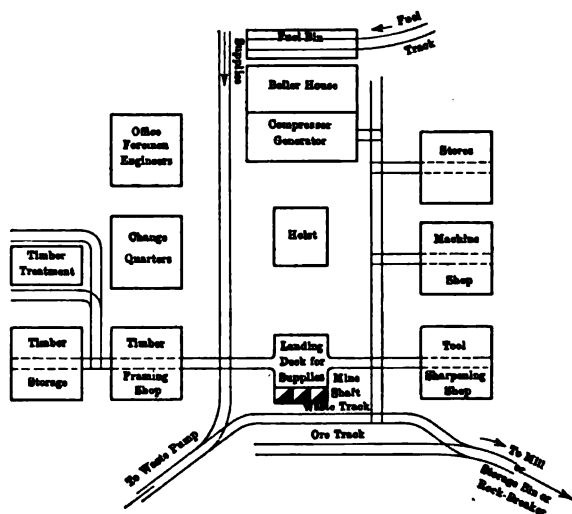 Fuel
Fuel Bin
Track
Supplies
Boiler House
Compresser
Generator
Office
Foremen
Engineers
Stores
Change
Quarters
Hoist
Machine
Shop
Timber
Treatment
Timber
Storage
Timber
Framing
Shop
Landing
Deck for
Supplies
Mine
Shaft
Tool
Sharpening
Shop
Waste Track
Ore Track
To Waste Pump
To Mill
or
Storage Bin or
Rock-Breaker